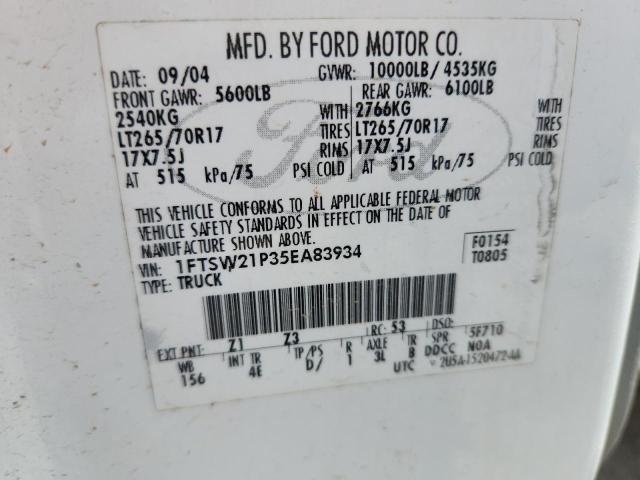 MFD. BY FORD MOTOR CO.
DATE: 09/04 GVWR: 10000LB/ 4535KG
FRONT GAWR: 5600LB REAR GAWR: 6100LB
2540KG WITH 2766KG WITH
LT265/70R17 TIRES LT265/70R17 TIRES
17X7.5J RIMS 17X7.5J RIMS
AT 515 kPa/75 PSI COLD AT 515 kPa/75 PSI COLD
Ford
THIS VEHICLE CONFORMS TO ALL APPLICABLE FEDERAL MOTOR
VEHICLE SAFETY STANDARDS IN EFFECT ON THE DATE OF
MANUFACTURE SHOWN ABOVE.
VIN: 1FTSW21P35EA83934 F0154
TYPE: TRUCK T0805
EXT PNT: Z1 Z3 RC: 53 DSO: 5F710
WB INT TR TP/PS R AXLE TR SPR N0A
156 4E D/ 1 3L B DDCC
UTC